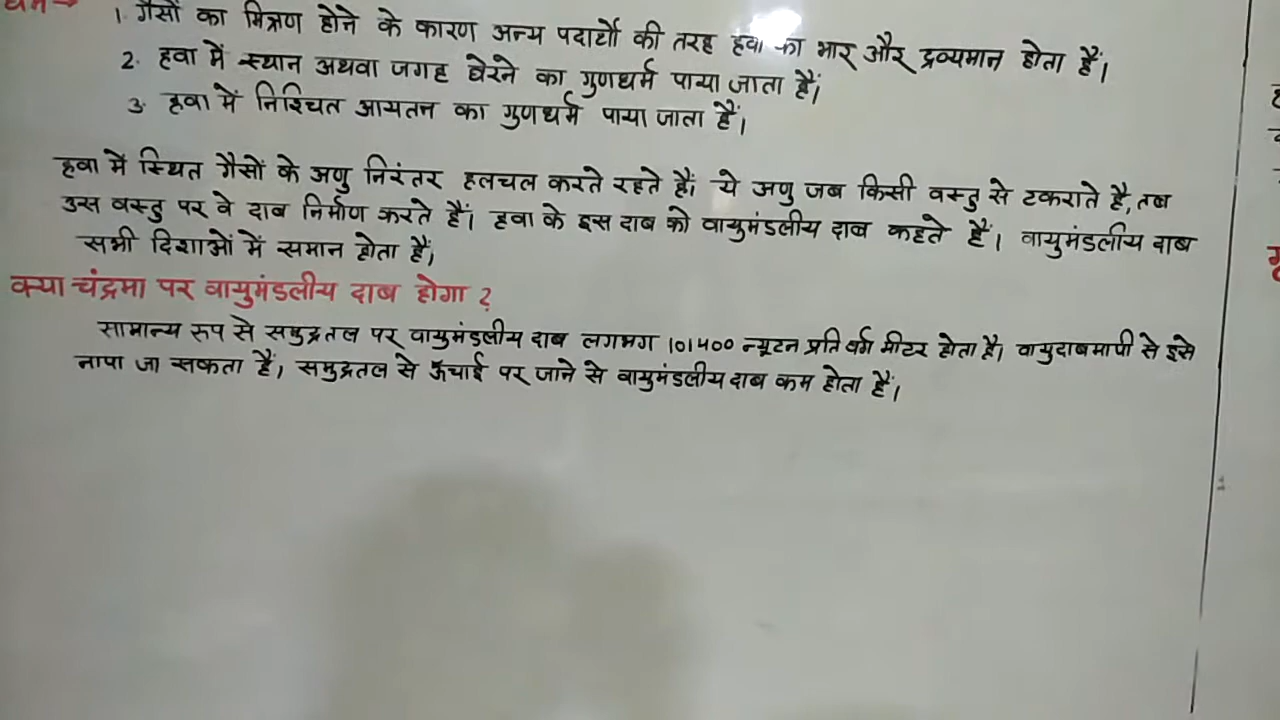 1. गैसों का मिश्रण होने के कारण अन्य पदार्थों की तरह हवा का भार और द्रव्यमान होता हैं।
2. हवा में स्थान अथवा जगह घेरने का गुणधर्म पाया जाता हैं।
3. हवा में निश्चित आयतन का गुणधर्म पाया जाता हैं।
हवा में स्थित गैसों के अणु निरंतर हलचल करते रहते हैं। ये अणु जब किसी वस्तु से टकराते है, तब
उस वस्तु पर वे दाब निर्माण करते हैं। हवा के इस दाब को वायुमंडलीय दाब कहते हैं। वायुमंडलीय दाब
सभी दिशाओं में समान होता हैं।
क्या चंद्रमा पर वायुमंडलीय दाब होगा ?
सामान्य रुप से समुद्रतल पर वायुमंडलीय दाब लगभग 101400 न्यूटन प्रति वर्ग मीटर होता है। वायुदाबमापी से इसे
नापा जा सकता हैं। समुद्रतल से ऊँचाई पर जाने से वायुमंडलीय दाब कम होता हैं।